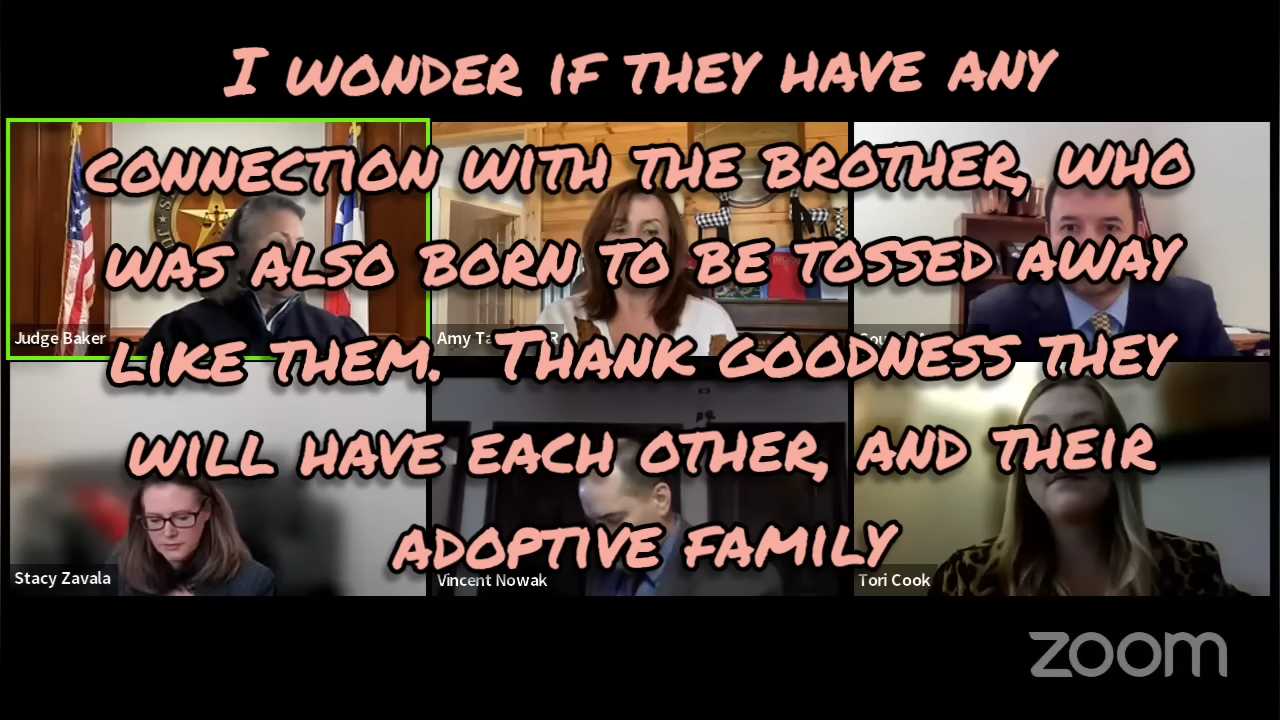 I WONDER IF THEY HAVE ANY
CONNECTION WITH THE BROTHER, WHO
WAS ALSO BORN TO BE TOSSED AWAY
LIKE THEM. THANK GOODNESS THEY
WILL HAVE EACH OTHER, AND THEIR
ADOPTIVE FAMILY
Judge Baker
Amy
Stacy Zavala
Vincent Nowak
Tori Cook
zoom